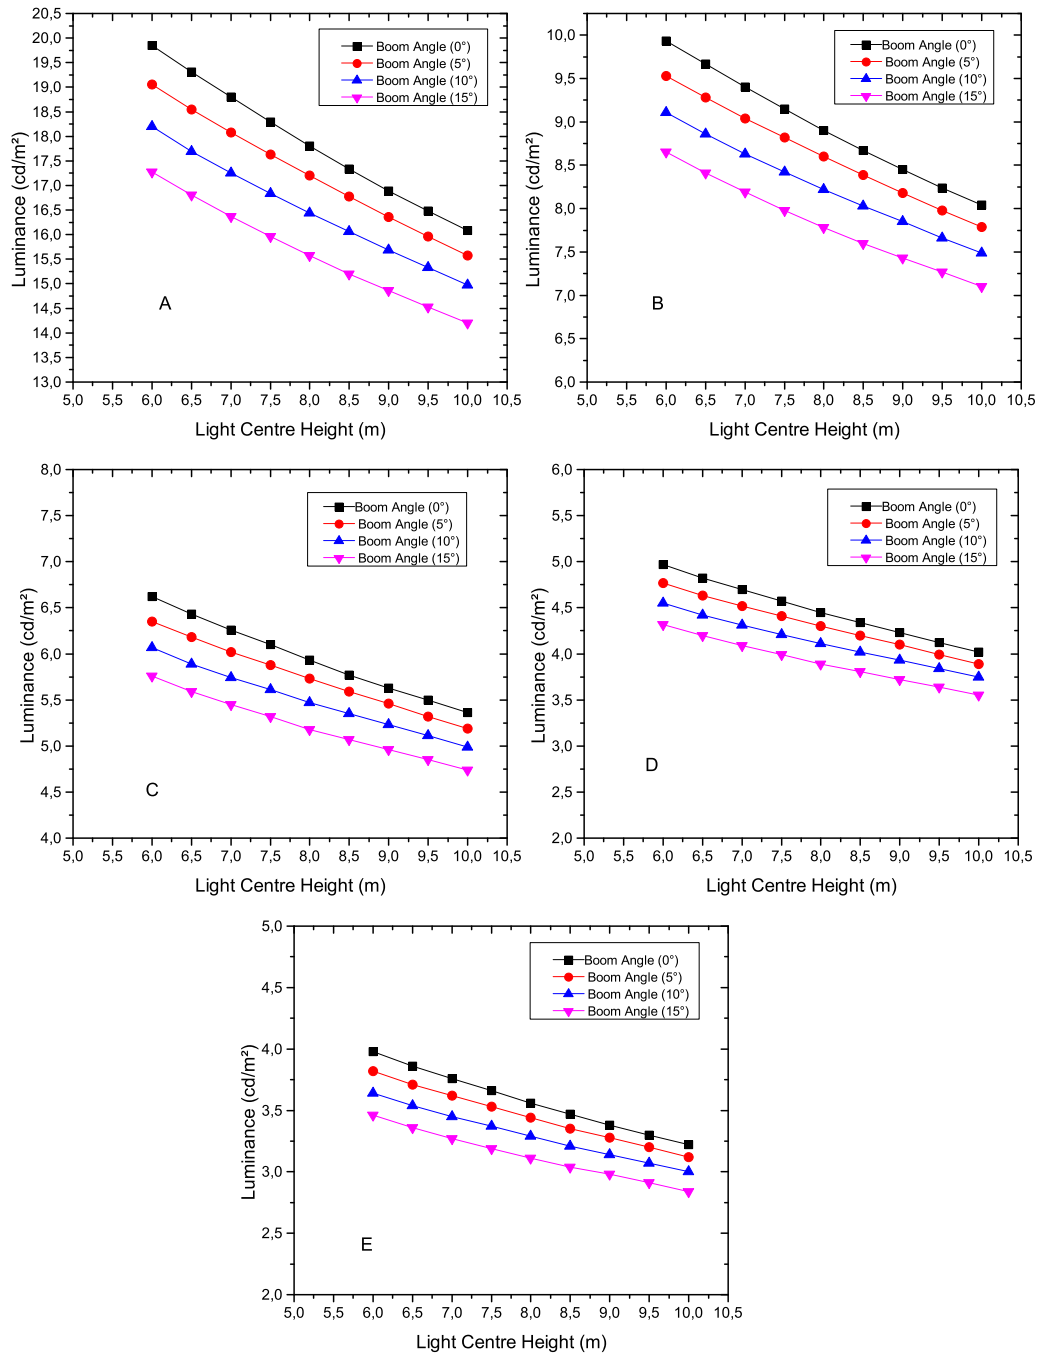 20,5
20,0
19,5
19,0
18,5
18,0
17,5
17,0
16,5
16,0
15,5
15,0
14,5
14,0
13,5
13,0
Luminance (cd/m²)
Boom Angle (0°)
Boom Angle (5°)
Boom Angle (10°)
Boom Angle (15°)
A
5,0 5,5 6,0 6,5 7,0 7,5 8,0 8,5 9,0 9,5 10,0 10,5
Light Centre Height (m)
10,0
9,5
9,0
8,5
8,0
7,5
7,0
6,5
6,0
Luminance (cd/m²)
Boom Angle (0°)
Boom Angle (5°)
Boom Angle (10°)
Boom Angle (15°)
B
5,0 5,5 6,0 6,5 7,0 7,5 8,0 8,5 9,0 9,5 10,0 10,5
Light Centre Height (m)
8,0
7,5
7,0
6,5
6,0
5,5
5,0
4,5
4,0
Luminance (cd/m²)
Boom Angle (0°)
Boom Angle (5°)
Boom Angle (10°)
Boom Angle (15°)
C
5,0 5,5 6,0 6,5 7,0 7,5 8,0 8,5 9,0 9,5 10,0 10,5
Light Centre Height (m)
6,0
5,5
5,0
4,5
4,0
3,5
3,0
2,5
2,0
Luminance (cd/m²)
Boom Angle (0°)
Boom Angle (5°)
Boom Angle (10°)
Boom Angle (15°)
D
5,0 5,5 6,0 6,5 7,0 7,5 8,0 8,5 9,0 9,5 10,0 10,5
Light Centre Height (m)
5,0
4,5
4,0
3,5
3,0
2,5
2,0
Luminance (cd/m²)
Boom Angle (0°)
Boom Angle (5°)
Boom Angle (10°)
Boom Angle (15°)
E
5,0 5,5 6,0 6,5 7,0 7,5 8,0 8,5 9,0 9,5 10,0 10,5
Light Centre Height (m)